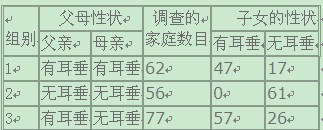 父母性状 调查的 子女的性状
组别 父亲 母亲 家庭数目 有耳垂 无耳垂
1 有耳垂 有耳垂 62 47 17
2 无耳垂 无耳垂 56 0 61
3 有耳垂 无耳垂 77 57 26